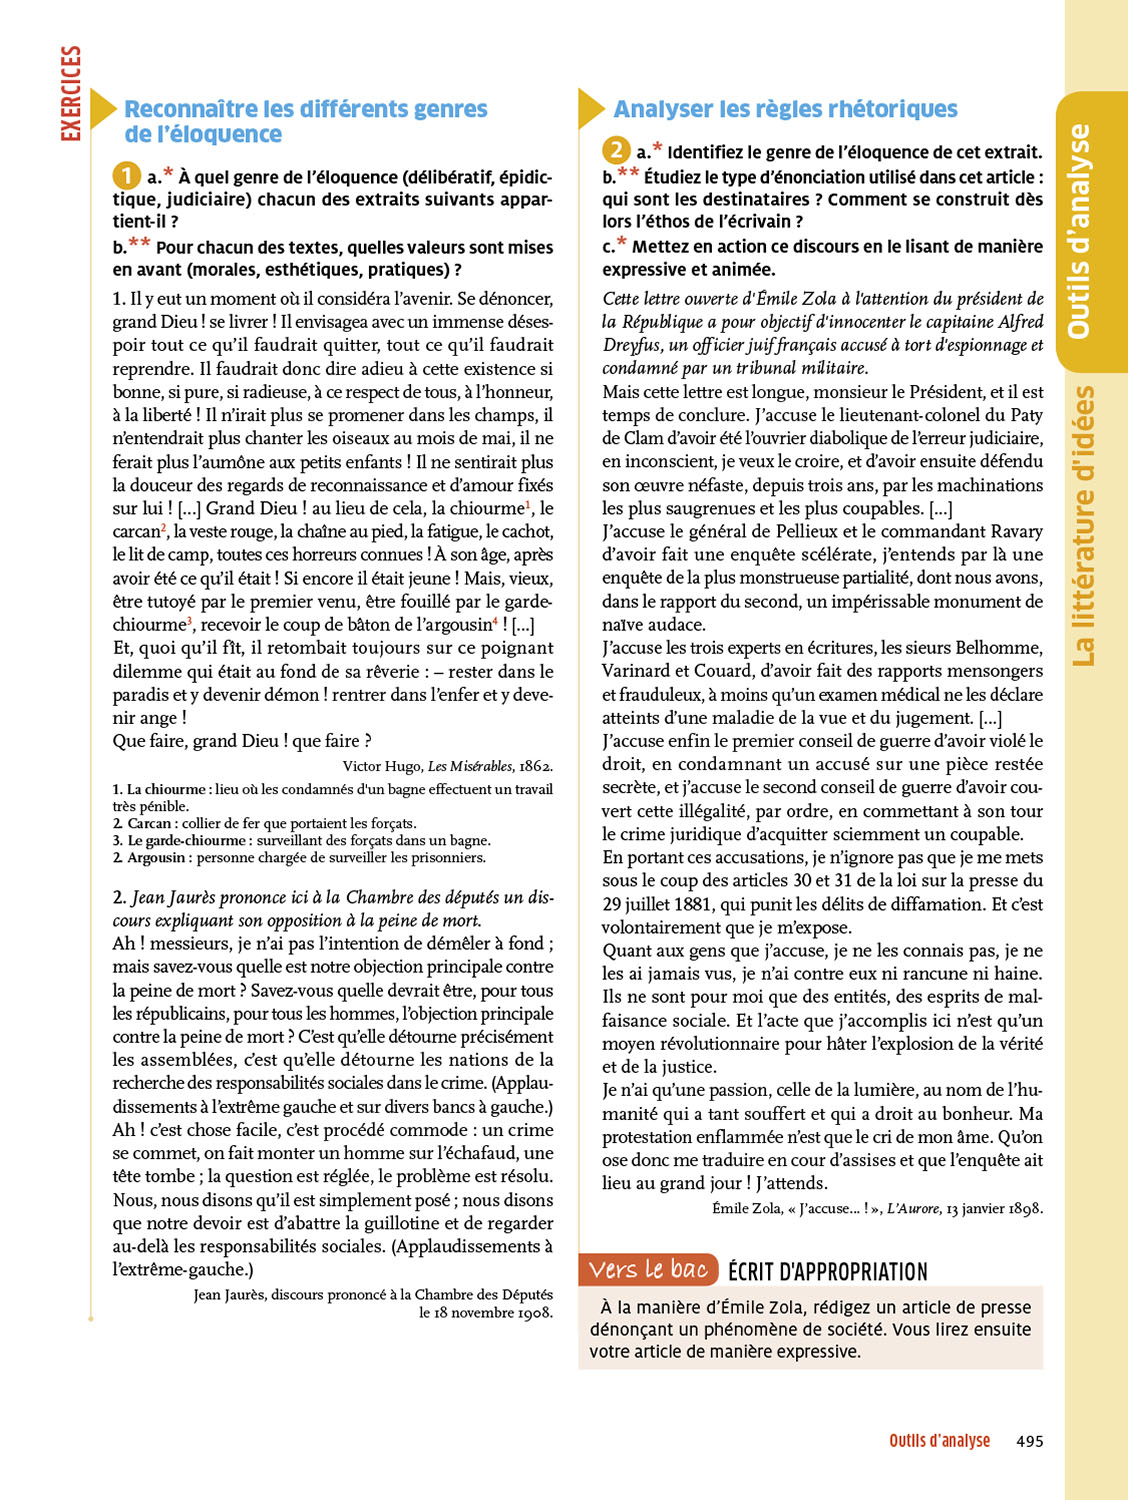 EXERCICES
Reconnaître les différents genres
de l'éloquence
1 a.* À quel genre de l'éloquence (délibératif, épidic-
tique, judiciaire) chacun des extraits suivants appar-
tient-il ?
b.** Pour chacun des textes, quelles valeurs sont mises
en avant (morales, esthétiques, pratiques) ?
1. Il y eut un moment où il considéra l'avenir. Se dénoncer,
grand Dieu ! se livrer ! Il envisagea avec un immense déses-
poir tout ce qu'il faudrait quitter, tout ce qu'il faudrait
reprendre. Il faudrait donc dire adieu à cette existence si
bonne, si pure, si radieuse, à ce respect de tous, à l'honneur,
à la liberté ! Il n'irait plus se promener dans les champs, il
n'entendrait plus chanter les oiseaux au mois de mai, il ne
ferait plus l'aumône aux petits enfants ! Il ne sentirait plus
la douceur des regards de reconnaissance et d'amour fixés
sur lui ! [...] Grand Dieu ! au lieu de cela, la chiourme1, le
carcan2, la veste rouge, la chaîne au pied, la fatigue, le cachot,
le lit de camp, toutes ces horreurs connues ! À son âge, après
avoir été ce qu'il était ! Si encore il était jeune ! Mais, vieux,
être tutoyé par le premier venu, être fouillé par le garde-
chiourme3, recevoir le coup de bâton de l'argousin4 ! [...]
Et, quoi qu'il fît, il retombait toujours sur ce poignant
dilemme qui était au fond de sa rêverie : – rester dans le
paradis et y devenir démon ! rentrer dans l'enfer et y deve-
nir ange !
Que faire, grand Dieu ! que faire ?
Victor Hugo, Les Misérables, 1862.
1. La chiourme : lieu où les condamnés d'un bagne effectuent un travail
très pénible.
2. Carcan : collier de fer que portaient les forçats.
3. Le garde-chiourme : surveillant des forçats dans un bagne.
2. Argousin : personne chargée de surveiller les prisonniers.
2. Jean Jaurès prononce ici à la Chambre des députés un dis-
cours expliquant son opposition à la peine de mort.
Ah ! messieurs, je n'ai pas l'intention de démêler à fond ;
mais savez-vous quelle est notre objection principale contre
la peine de mort ? Savez-vous quelle devrait être, pour tous
les républicains, pour tous les hommes, l'objection principale
contre la peine de mort ? C'est qu'elle détourne précisément
les assemblées, c'est qu'elle détourne les nations de la
recherche des responsabilités sociales dans le crime. (Applau-
dissements à l'extrême gauche et sur divers bancs à gauche.)
Ah ! c'est chose facile, c'est procédé commode : un crime
se commet, on fait monter un homme sur l'échafaud, une
tête tombe ; la question est réglée, le problème est résolu.
Nous, nous disons qu'il est simplement posé ; nous disons
que notre devoir est d'abattre la guillotine et de regarder
au-delà les responsabilités sociales. (Applaudissements à
l'extrême-gauche.)
Jean Jaurès, discours prononcé à la Chambre des Députés
le 18 novembre 1908.
Analyser les règles rhétoriques
2 a.* Identifiez le genre de l'éloquence de cet extrait.
b.** Étudiez le type d'énonciation utilisé dans cet article :
qui sont les destinataires ? Comment se construit dès
lors l'éthos de l'écrivain ?
c.* Mettez en action ce discours en le lisant de manière
expressive et animée.
Cette lettre ouverte d'Émile Zola à l'attention du président de
la République a pour objectif d'innocenter le capitaine Alfred
Dreyfus, un officier juif français accusé à tort d'espionnage et
condamné par un tribunal militaire.
Mais cette lettre est longue, monsieur le Président, et il est
temps de conclure. J'accuse le lieutenant-colonel du Paty
de Clam d'avoir été l'ouvrier diabolique de l'erreur judiciaire,
en inconscient, je veux le croire, et d'avoir ensuite défendu
son œuvre néfaste, depuis trois ans, par les machinations
les plus saugrenues et les plus coupables. [...]
J'accuse le général de Pellieux et le commandant Ravary
d'avoir fait une enquête scélérate, j'entends par là une
enquête de la plus monstrueuse partialité, dont nous avons,
dans le rapport du second, un impérissable monument de
naïve audace.
J'accuse les trois experts en écritures, les sieurs Belhomme,
Varinard et Couard, d'avoir fait des rapports mensongers
et frauduleux, à moins qu'un examen médical ne les déclare
atteints d'une maladie de la vue et du jugement. [...]
J'accuse enfin le premier conseil de guerre d'avoir violé le
droit, en condamnant un accusé sur une pièce restée
secrète, et j'accuse le second conseil de guerre d'avoir cou-
vert cette illégalité, par ordre, en commettant à son tour
le crime juridique d'acquitter sciemment un coupable.
En portant ces accusations, je n'ignore pas que je me mets
sous le coup des articles 30 et 31 de la loi sur la presse du
29 juillet 1881, qui punit les délits de diffamation. Et c'est
volontairement que je m'expose.
Quant aux gens que j'accuse, je ne les connais pas, je ne
les ai jamais vus, je n'ai contre eux ni rancune ni haine.
Ils ne sont pour moi que des entités, des esprits de mal-
faisance sociale. Et l'acte que j'accomplis ici n'est qu'un
moyen révolutionnaire pour hâter l'explosion de la vérité
et de la justice.
Je n'ai qu'une passion, celle de la lumière, au nom de l'hu-
manité qui a tant souffert et qui a droit au bonheur. Ma
protestation enflammée n'est que le cri de mon âme. Qu'on
ose donc me traduire en cour d'assises et que l'enquête ait
lieu au grand jour ! J'attends.
Émile Zola, « J'accuse... ! », L'Aurore, 13 janvier 1898.
Vers le bac ÉCRIT D'APPROPRIATION
À la manière d'Émile Zola, rédigez un article de presse
dénonçant un phénomène de société. Vous lirez ensuite
votre article de manière expressive.
Outils d'analyse
La littérature d'idées
Outils d'analyse 495